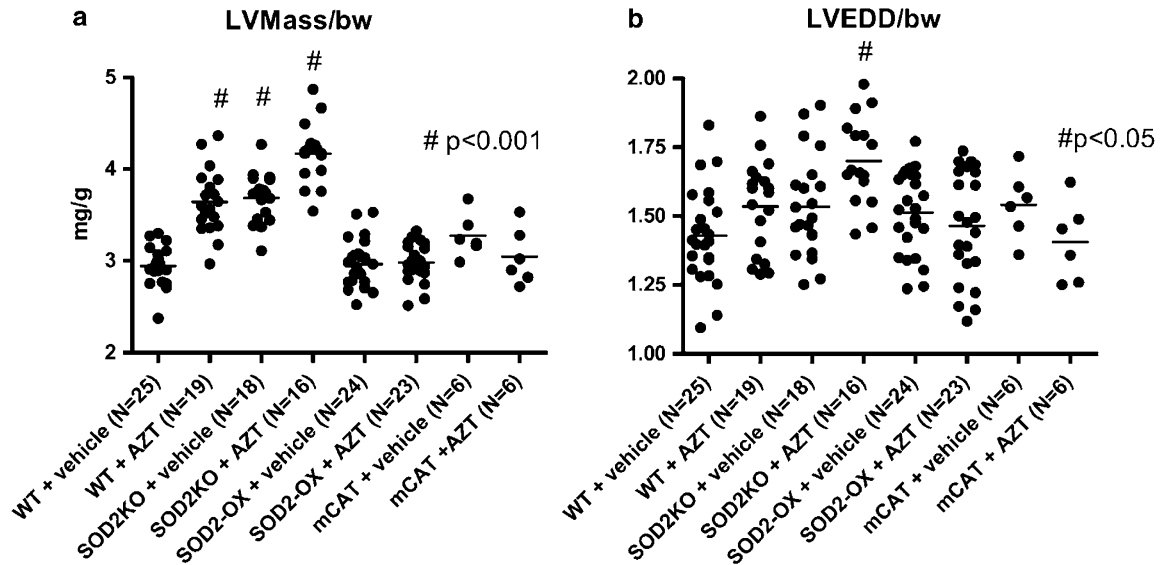 a
LVMass/bw
#
#
#
# p<0.001
5
4
3
2
mg/g
WT + vehicle (N=25)
WT + AZT (N=19)
SOD2KO + vehicle (N=18)
SOD2KO + AZT (N=16)
SOD2-OX + vehicle (N=24)
SOD2-OX + AZT (N=23)
mCAT + vehicle (N=6)
mCAT +AZT (N=6)
b
LVEDD/bw
#
#p<0.05
2.00
1.75
1.50
1.25
1.00
WT + vehicle (N=25)
WT + AZT (N=19)
SOD2KO + vehicle (N=18)
SOD2KO + AZT (N=16)
SOD2-OX + vehicle (N=24)
SOD2-OX + AZT (N=23)
mCAT + vehicle (N=6)
mCAT + AZT (N=6)